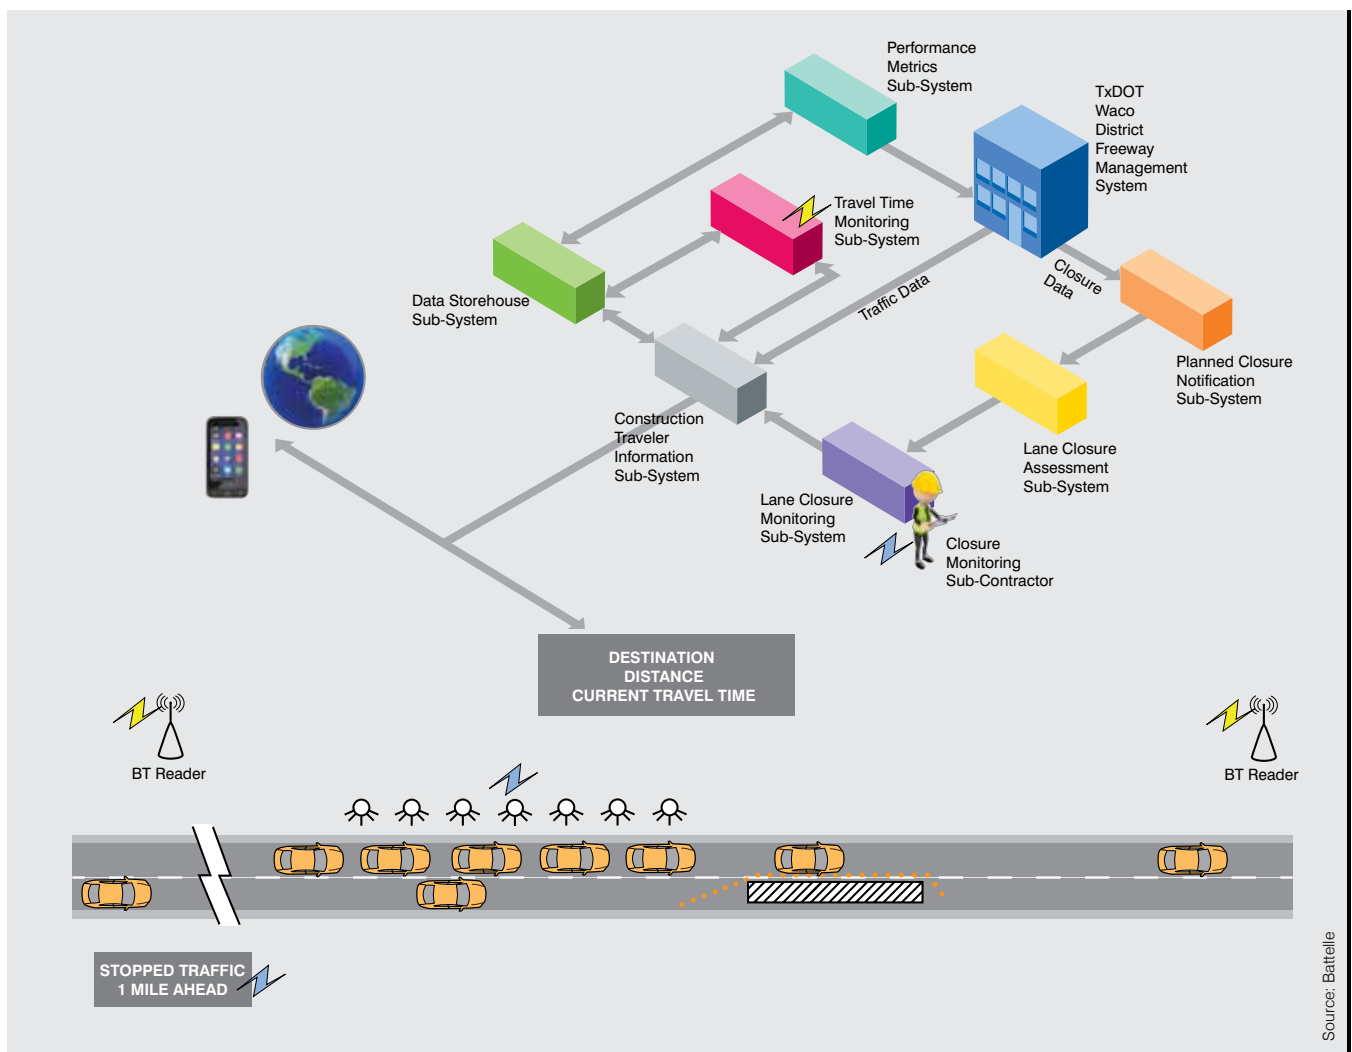 Performance
Metrics
Sub-System
TxDOT
Waco
District
Freeway
Management
System
Travel Time
Monitoring
Sub-System
Closure
Data
Traffic Data
Data Storehouse
Sub-System
Planned Closure
Notification
Sub-System
Construction
Traveler
Information
Sub-System
Lane Closure
Assessment
Sub-System
Lane Closure
Monitoring
Sub-System
Closure
Monitoring
Sub-Contractor
DESTINATION
DISTANCE
CURRENT TRAVEL TIME
BT Reader
BT Reader
STOPPED TRAFFIC
1 MILE AHEAD
Source: Battelle